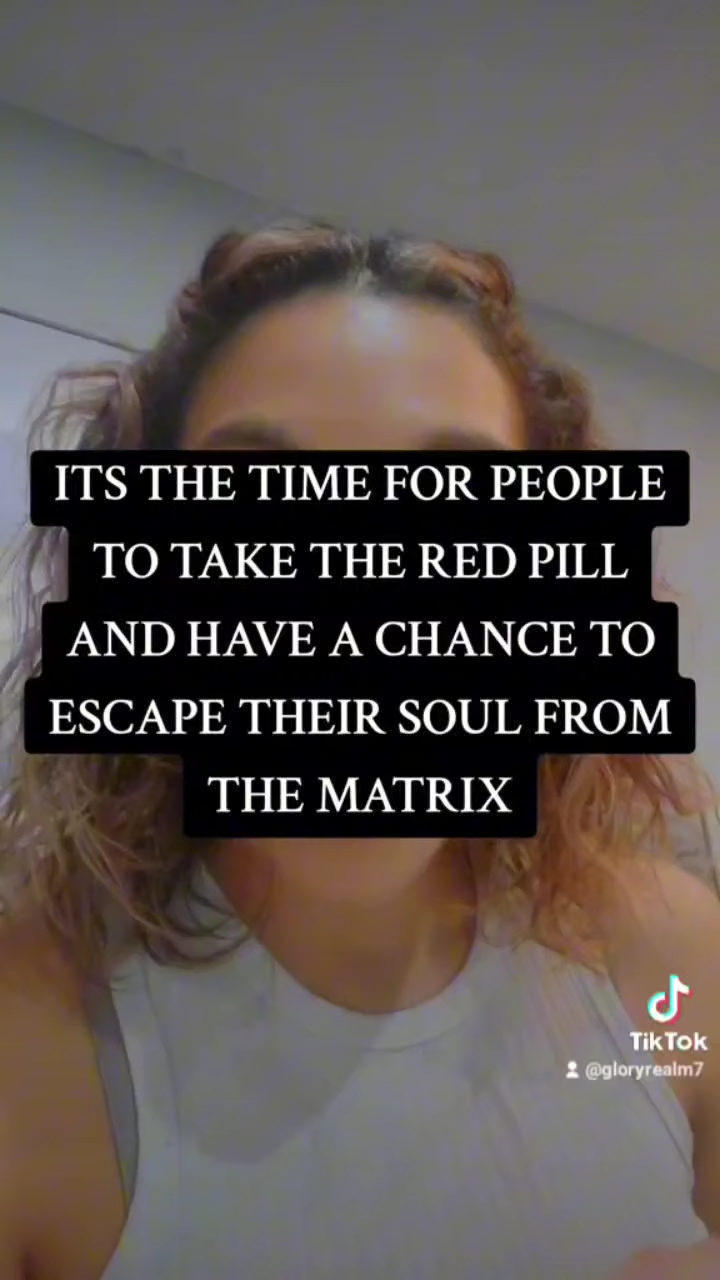 ITS THE TIME FOR PEOPLE
TO TAKE THE RED PILL
AND HAVE A CHANCE TO
ESCAPE THEIR SOUL FROM
THE MATRIX
TikTok
@gloryrealm7